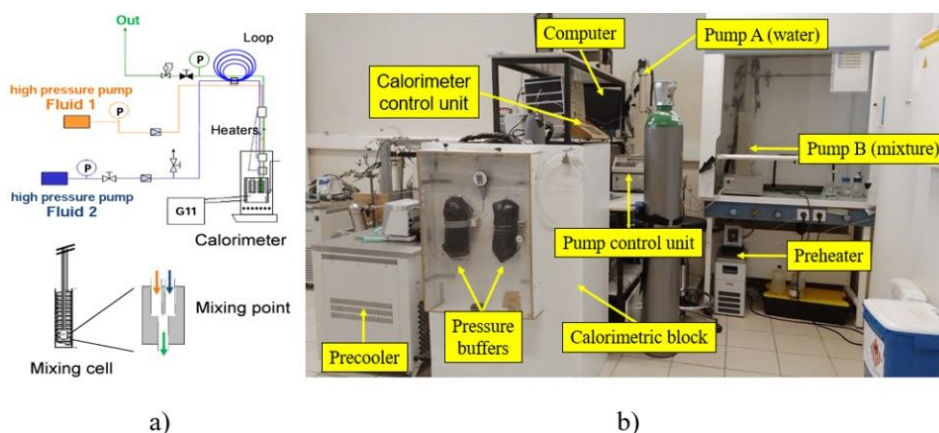 Out
Loop
P
high pressure pump
Fluid 1
P
Heaters
P
high pressure pump
Fluid 2
G11
Calorimeter
Mixing point
Mixing cell
a)
Computer
Pump A (water)
Calorimeter
control unit
Pump B (mixture)
Pump control unit
Preheater
Pressure
buffers
Calorimetric block
Precooler
b)